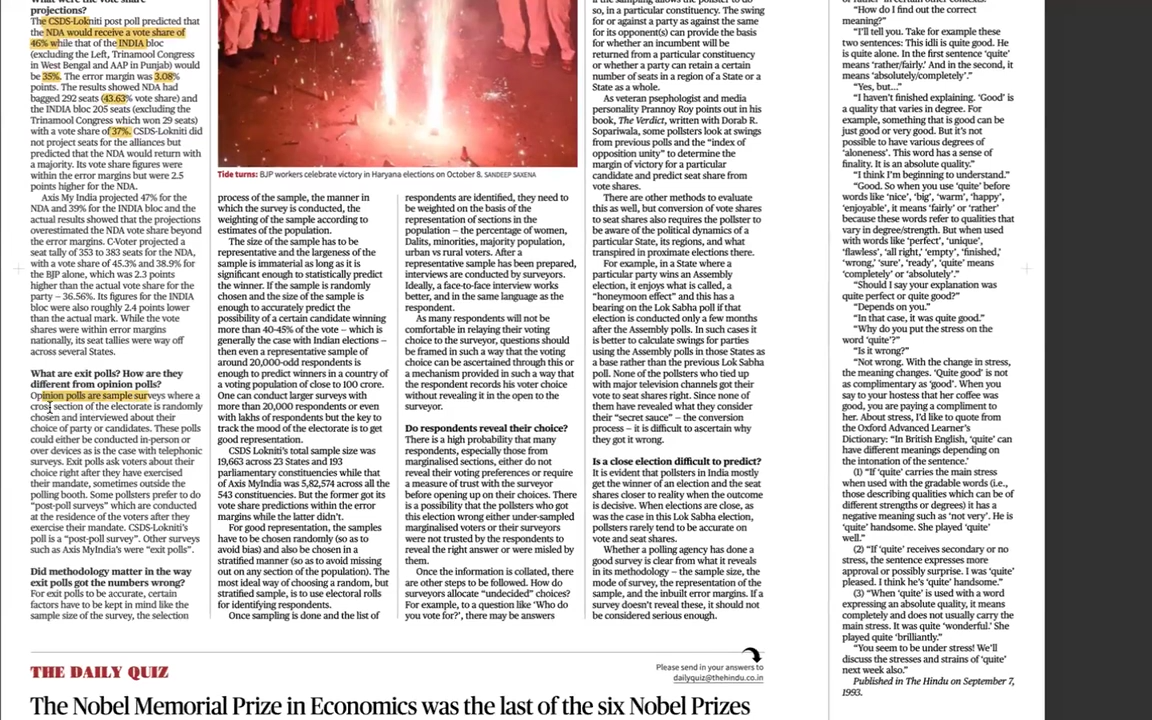 What were the vote share
projections?
The CSDS-Lokniti post poll predicted that
the NDA would receive a vote share of
46% while that of the INDIA bloc
(excluding the Left, Trinamool Congress
in West Bengal and AAP in Punjab) would
be 35%. The error margin was 3.08%
points. The results showed NDA had
bagged 292 seats (43.63% vote share) and
the INDIA bloc 205 seats (excluding the
Trinamool Congress which won 29 seats)
with a vote share of 37%. CSDS-Lokniti did
not project seats for the alliances but
predicted that the NDA would return with
a majority. Its vote share figures were
within the error margins but were 2.5
points higher for the NDA.
Axis My India projected 47% for the
NDA and 39% for the INDIA bloc and the
actual results showed that the projections
overestimated the NDA vote share beyond
the error margins. C-Voter projected a
seat tally of 353 to 383 seats for the NDA,
with a vote share of 45.3% and 38.9% for
the BJP alone, which was 2.3 points
higher than the actual vote share for the
party – 36.56%. Its figures for the INDIA
bloc were also roughly 2.4 points lower
than the actual mark. While the vote
shares were within error margins
nationally, its seat tallies were way off
across several States.
What are exit polls? How are they
different from opinion polls?
Opinion polls are sample surveys where a
cross section of the electorate is randomly
chosen and interviewed about their
choice of party or candidates. These polls
could either be conducted in-person or
over devices as is the case with telephonic
surveys. Exit polls ask voters about their
choice right after they have exercised
their mandate, sometimes outside the
polling booth. Some pollsters prefer to do
“post-poll surveys” which are conducted
at the residence of the voters after they
exercise their mandate. CSDS-Lokniti’s
poll is a “post-poll survey”. Other surveys
such as Axis MyIndia’s were “exit polls”.
Did methodology matter in the way
exit polls got the numbers wrong?
For exit polls to be accurate, certain
factors have to be kept in mind like the
sample size of the survey, the selection
Tide turns: BJP workers celebrate victory in Haryana elections on October 8. SANDEEP SAXENA
process of the sample, the manner in
which the survey is conducted, the
weighting of the sample according to
estimates of the population.
The size of the sample has to be
representative and the largeness of the
sample is immaterial as long as it is
significant enough to statistically predict
the winner. If the sample is randomly
chosen and the size of the sample is
enough to accurately predict the
possibility of a certain candidate winning
more than 40-45% of the vote – which is
generally the case with Indian elections –
then even a representative sample of
around 20,000-odd respondents is
enough to predict winners in a country of
a voting population of close to 100 crore.
One can conduct larger surveys with
more than 20,000 respondents or even
with lakhs of respondents but the key to
track the mood of the electorate is to get
good representation.
CSDS Lokniti’s total sample size was
19,663 across 23 States and 193
parliamentary constituencies while that
of Axis MyIndia was 5,82,574 across all the
543 constituencies. But the former got its
vote share predictions within the error
margins while the latter didn’t.
For good representation, the samples
have to be chosen randomly (so as to
avoid bias) and also be chosen in a
stratified manner (so as to avoid missing
out on any section of the population). The
most ideal way of choosing a random, but
stratified sample, is to use electoral rolls
for identifying respondents.
Once sampling is done and the list of
respondents are identified, they need to
be weighted on the basis of the
representation of sections in the
population – the percentage of women,
Dalits, minorities, majority population,
urban vs rural voters. After a
representative sample has been prepared,
interviews are conducted by surveyors.
Ideally, a face-to-face interview works
better, and in the same language as the
respondent.
As many respondents will not be
comfortable in relaying their voting
choice to the surveyor, questions should
be framed in such a way that the voting
choice can be ascertained through this or
a mechanism provided in such a way that
the respondent records his voter choice
without revealing it in the open to the
surveyor.
Do respondents reveal their choice?
There is a high probability that many
respondents, especially those from
marginalised sections, either do not
reveal their voting preferences or require
a measure of trust with the surveyor
before opening up on their choices. There
is a possibility that the pollsters who got
this election wrong either under-sampled
marginalised voters or their surveyors
were not trusted by the respondents to
reveal the right answer or were misled by
them.
Once the information is collated, there
are other steps to be followed. How do
surveyors allocate “undecided” choices?
For example, to a question like ‘Who do
you vote for?’, there may be answers
if the sampling allows the pollster to do
so, in a particular constituency. The swing
for or against a party as against the same
for its opponent(s) can provide the basis
for whether an incumbent will be
returned from a particular constituency
or whether a party can retain a certain
number of seats in a region of a State or a
State as a whole.
As veteran psephologist and media
personality Prannoy Roy points out in his
book, The Verdict, written with Dorab R.
Sopariwala, some pollsters look at swings
from previous polls and the “index of
opposition unity” to determine the
margin of victory for a particular
candidate and predict seat share from
vote shares.
There are other methods to evaluate
this as well, but conversion of vote shares
to seat shares also requires the pollster to
be aware of the political dynamics of a
particular State, its regions, and what
transpired in proximate elections there.
For example, in a State where a
particular party wins an Assembly
election, it enjoys what is called, a
“honeymoon effect” and this has a
bearing on the Lok Sabha poll if that
election is conducted only a few months
after the Assembly polls. In such cases it
is better to calculate swings for parties
using the Assembly polls in those States as
a base rather than the previous Lok Sabha
poll. None of the pollsters who tied up
with major television channels got their
vote to seat shares right. Since none of
them have revealed what they consider
their “secret sauce” – the conversion
process – it is difficult to ascertain why
they got it wrong.
Is a close election difficult to predict?
It is evident that pollsters in India mostly
get the winner of an election and the seat
shares closer to reality when the outcome
is decisive. When elections are close, as
was the case in this Lok Sabha election,
pollsters rarely tend to be accurate on
vote and seat shares.
Whether a polling agency has done a
good survey is clear from what it reveals
in its methodology – the sample size, the
mode of survey, the representation of the
sample, and the inbuilt error margins. If a
survey doesn’t reveal these, it should not
be considered serious enough.
“How do I find out the correct
meaning?”
“I’ll tell you. Take for example these
two sentences: This idli is quite good. He
is quite alone. In the first sentence ‘quite’
means ‘rather/fairly.’ And in the second, it
means ‘absolutely/completely’.”
“Yes, but...”
“I haven’t finished explaining. ‘Good’ is
a quality that varies in degree. For
example, something that is good can be
just good or very good. But it’s not
possible to have various degrees of
‘aloneness’. This word has a sense of
finality. It is an absolute quality.”
“I think I’m beginning to understand.”
“Good. So when you use ‘quite’ before
words like ‘nice’, ‘big’, ‘warm’, ‘happy’,
‘enjoyable’, it means ‘fairly’ or ‘rather’
because these words refer to qualities that
vary in degree/strength. But when used
with words like ‘perfect’, ‘unique’,
‘flawless’, ‘all right,’ ‘empty’, ‘finished,’
‘wrong,’ ‘sure’, ‘ready’, ‘quite’ means
‘completely’ or ‘absolutely’.”
“Should I say your explanation was
quite perfect or quite good?”
“Depends on you.”
“In that case, it was quite good.”
“Why do you put the stress on the
word ‘quite’?”
“Is it wrong?”
“Not wrong. With the change in stress,
the meaning changes. ‘Quite good’ is not
as complimentary as ‘good’. When you
say to your hostess that her coffee was
good, you are paying a compliment to
her. About stress, I’d like to quote from
the Oxford Advanced Learner’s
Dictionary: “In British English, ‘quite’ can
have different meanings depending on
the intonation of the sentence.’
(1) “If ‘quite’ carries the main stress
when used with the gradable words (i.e.,
those describing qualities which can be of
different strengths or degrees) it has a
negative meaning such as ‘not very’. He is
‘quite’ handsome. She played ‘quite’
well.”
(2) “If ‘quite’ receives secondary or no
stress, the sentence expresses more
approval or possibly surprise. I was ‘quite’
pleased. I think he’s ‘quite’ handsome.”
(3) “When ‘quite’ is used with a word
expressing an absolute quality, it means
completely and does not usually carry the
main stress. It was quite ‘wonderful.’ She
played quite ‘brilliantly.”
“You seem to be under stress! We’ll
discuss the stresses and strains of ‘quite’
next week also.”
Published in The Hindu on September 7,
1993.
THE DAILY QUIZ
Please send in your answers to
dailyquiz@thehindu.co.in
The Nobel Memorial Prize in Economics was the last of the six Nobel Prizes